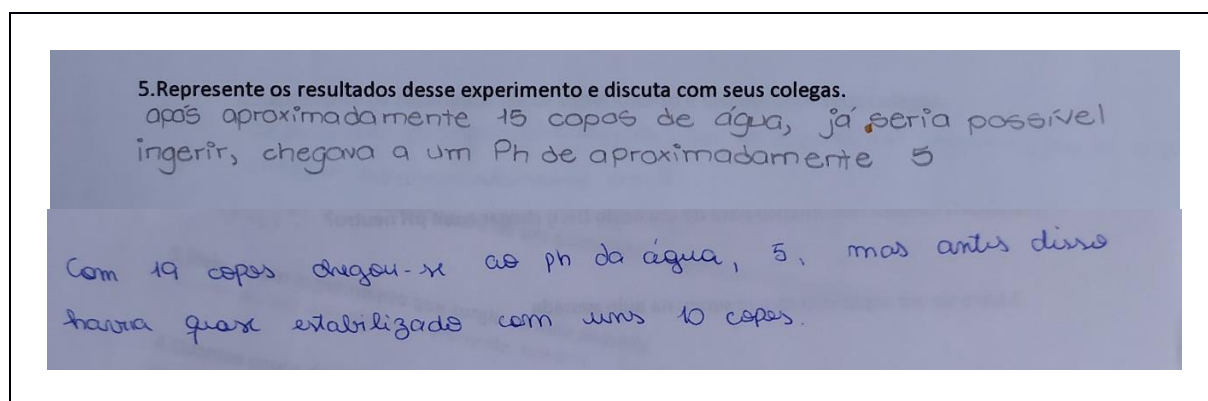 5.Represente os resultados desse experimento e discuta com seus colegas.
após aproximadamente 15 copos de água, já seria possível
ingerir, chegava a um Ph de aproximadamente 5
Com 19 copos chegou-se ao ph da água, 5, mas antes disso
havia quase estabilizado com uns 10 copos.